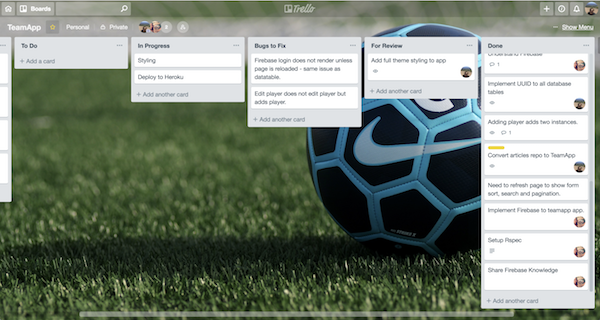 Boards
Trello
TeamApp
Personal
Private
Show Menu
To Do
+ Add a card
In Progress
Styling
Deploy to Heroku
+ Add another card
Bugs to Fix
Firebase login does not render unless
page is reloaded - same issue as
datatable.
Edit player does not edit player but
adds player.
+ Add another card
For Review
Add full theme styling to app
+ Add another card
Done
Understand Firebase
1
Implement UUID to all database
tables
Adding player adds two instances.
1
Convert articles repo to TeamApp
Need to refresh page to show form
sort, search and pagination.
Implement Firebase to teamapp app.
Setup Rspec
Share Firebase Knowledge
+ Add another card